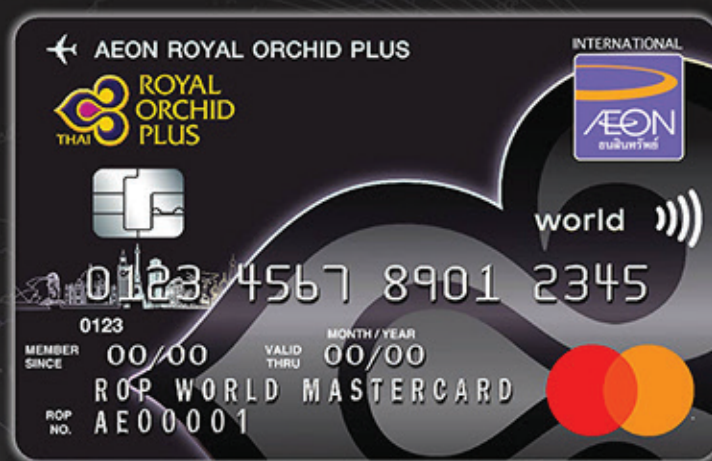 AEON ROYAL ORCHID PLUS
INTERNATIONAL
ROYAL
ORCHID
PLUS
THAI
ÆON
ธนสินทรัพย์
world
0123 4567 8901 2345
0123
MONTH / YEAR
MEMBER SINCE 00/00 VALID THRU 00/00
ROP WORLD MASTERCARD
ROP NO. AE00001